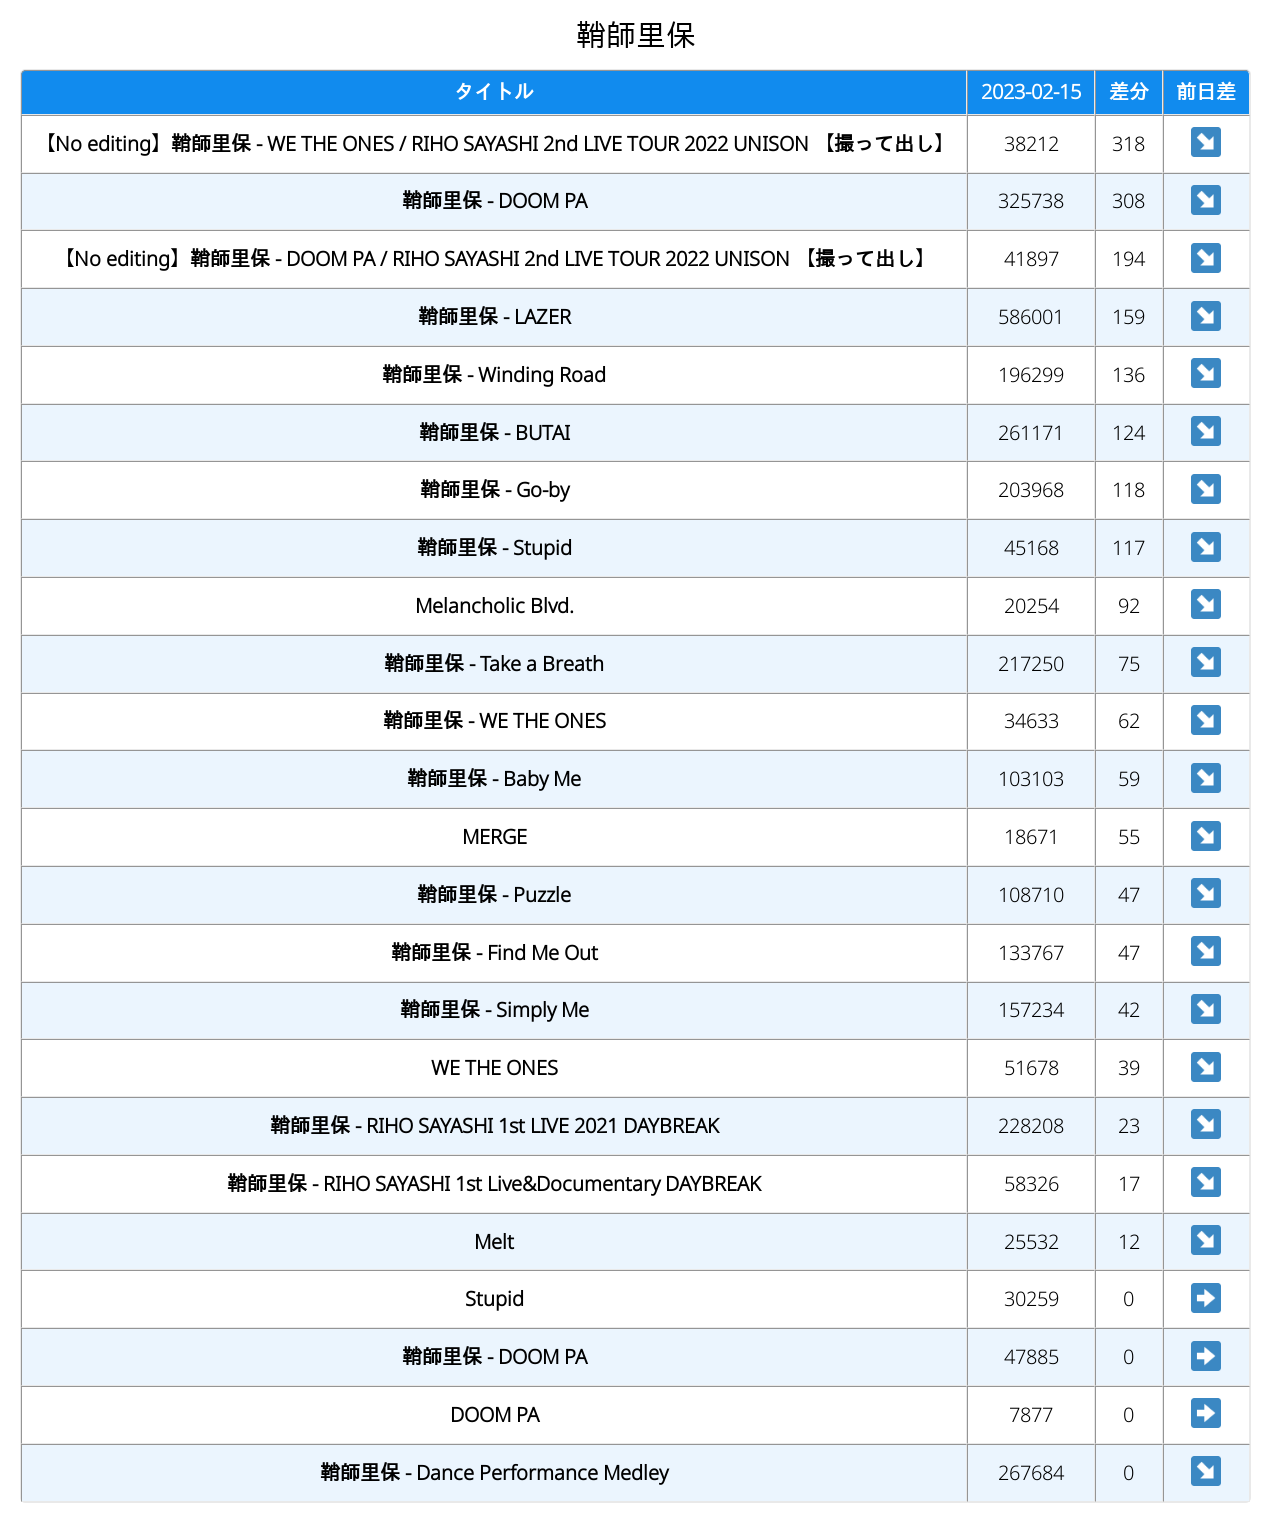 鞘師里保
タイトル 2023-02-15 差分 前日差
【No editing】鞘師里保 - WE THE ONES / RIHO SAYASHI 2nd LIVE TOUR 2022 UNISON 【撮って出し】 38212 318 ↘
鞘師里保 - DOOM PA 325738 308 ↘
【No editing】鞘師里保 - DOOM PA / RIHO SAYASHI 2nd LIVE TOUR 2022 UNISON 【撮って出し】 41897 194 ↘
鞘師里保 - LAZER 586001 159 ↘
鞘師里保 - Winding Road 196299 136 ↘
鞘師里保 - BUTAI 261171 124 ↘
鞘師里保 - Go-by 203968 118 ↘
鞘師里保 - Stupid 45168 117 ↘
Melancholic Blvd. 20254 92 ↘
鞘師里保 - Take a Breath 217250 75 ↘
鞘師里保 - WE THE ONES 34633 62 ↘
鞘師里保 - Baby Me 103103 59 ↘
MERGE 18671 55 ↘
鞘師里保 - Puzzle 108710 47 ↘
鞘師里保 - Find Me Out 133767 47 ↘
鞘師里保 - Simply Me 157234 42 ↘
WE THE ONES 51678 39 ↘
鞘師里保 - RIHO SAYASHI 1st LIVE 2021 DAYBREAK 228208 23 ↘
鞘師里保 - RIHO SAYASHI 1st Live&Documentary DAYBREAK 58326 17 ↘
Melt 25532 12 ↘
Stupid 30259 0 ➡
鞘師里保 - DOOM PA 47885 0 ➡
DOOM PA 7877 0 ➡
鞘師里保 - Dance Performance Medley 267684 0 ↘